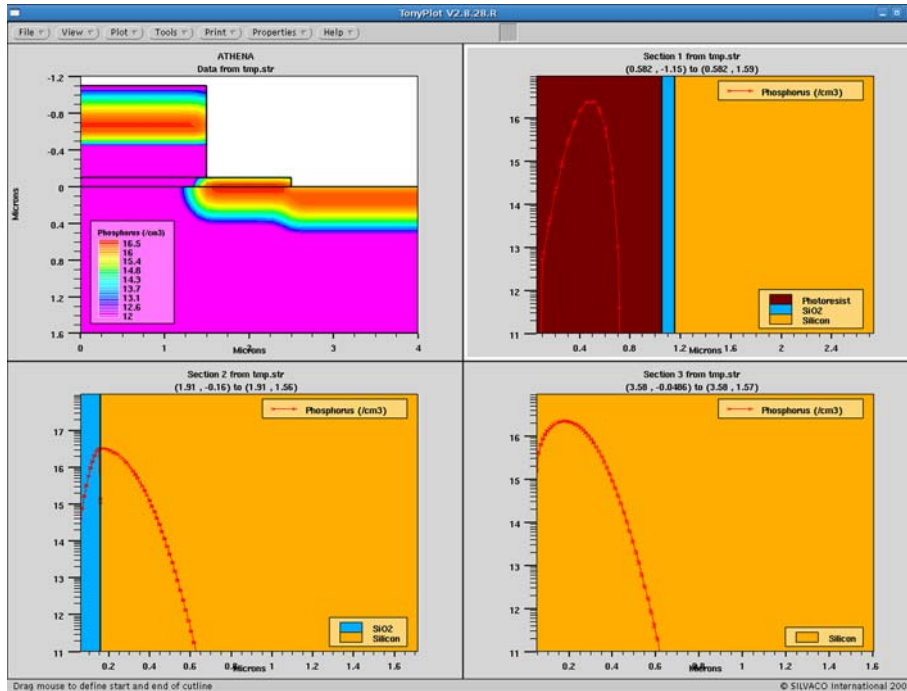 TonyPlot V2.8.28.R
File View Plot Tools Print Properties Help
ATHENA
Data from tmp.str
-1.2
-0.8
-0.4
0
0.4
0.8
1.2
1.6
Microns
Phosphorus (/cm3)
16.5
16
15.4
14.8
14.3
13.7
13.1
12.6
12
0 1 2 3 4
Microns
Section 1 from tmp.str
(0.582 , -1.15) to (0.582 , 1.59)
Phosphorus (/cm3)
16
15
14
13
12
11
Photoresist
SiO2
Silicon
0.4 0.8 1.2 1.6 2 2.4
Microns
Section 2 from tmp.str
(1.91 , -0.16) to (1.91 , 1.56)
Phosphorus (/cm3)
17
16
15
14
13
12
11
SiO2
Silicon
0.2 0.4 0.6 0.8 1 1.2 1.4 1.6
Microns
Section 3 from tmp.str
(3.58 , -0.0486) to (3.58 , 1.57)
Phosphorus (/cm3)
16
15
14
13
12
11
Silicon
0.2 0.4 0.6 0.8 1 1.2 1.4 1.6
Microns
Drag mouse to define start and end of cutline
© SILVACO International 200